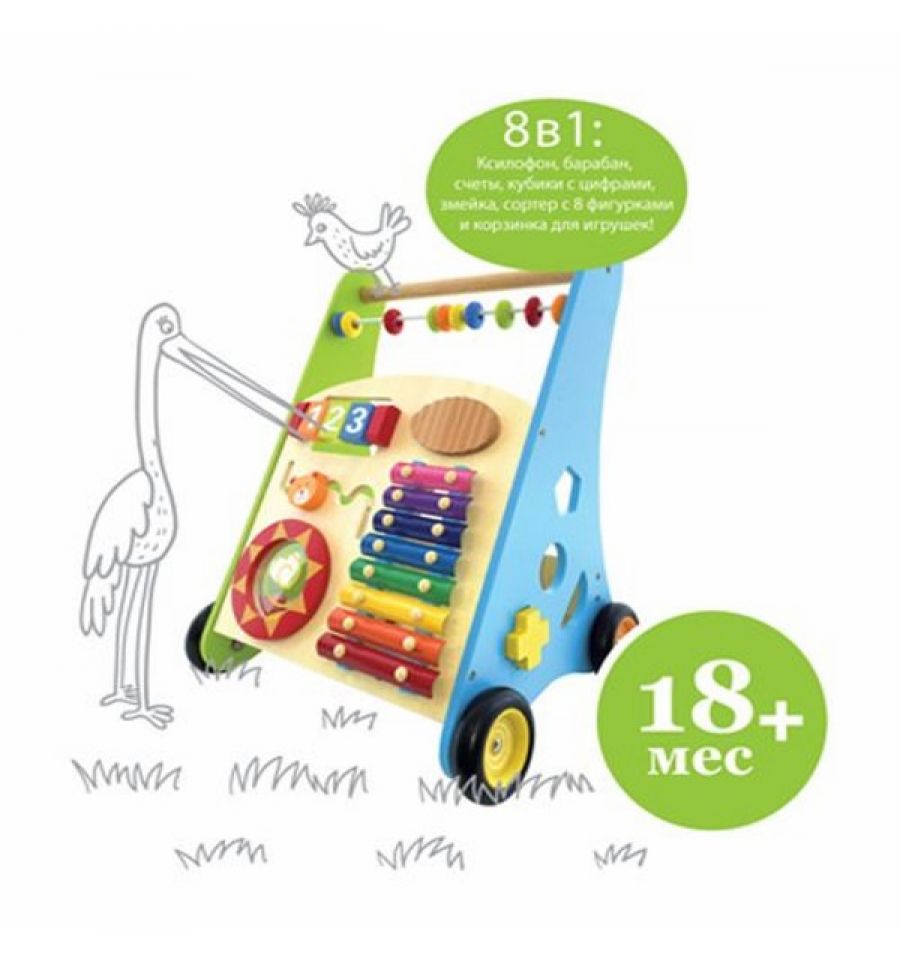 8в1:
Ксилофон, барабан,
счеты, кубики с цифрами,
змейка, сортер с 8 фигурками
и корзинка для игрушек!
123
18+
мес